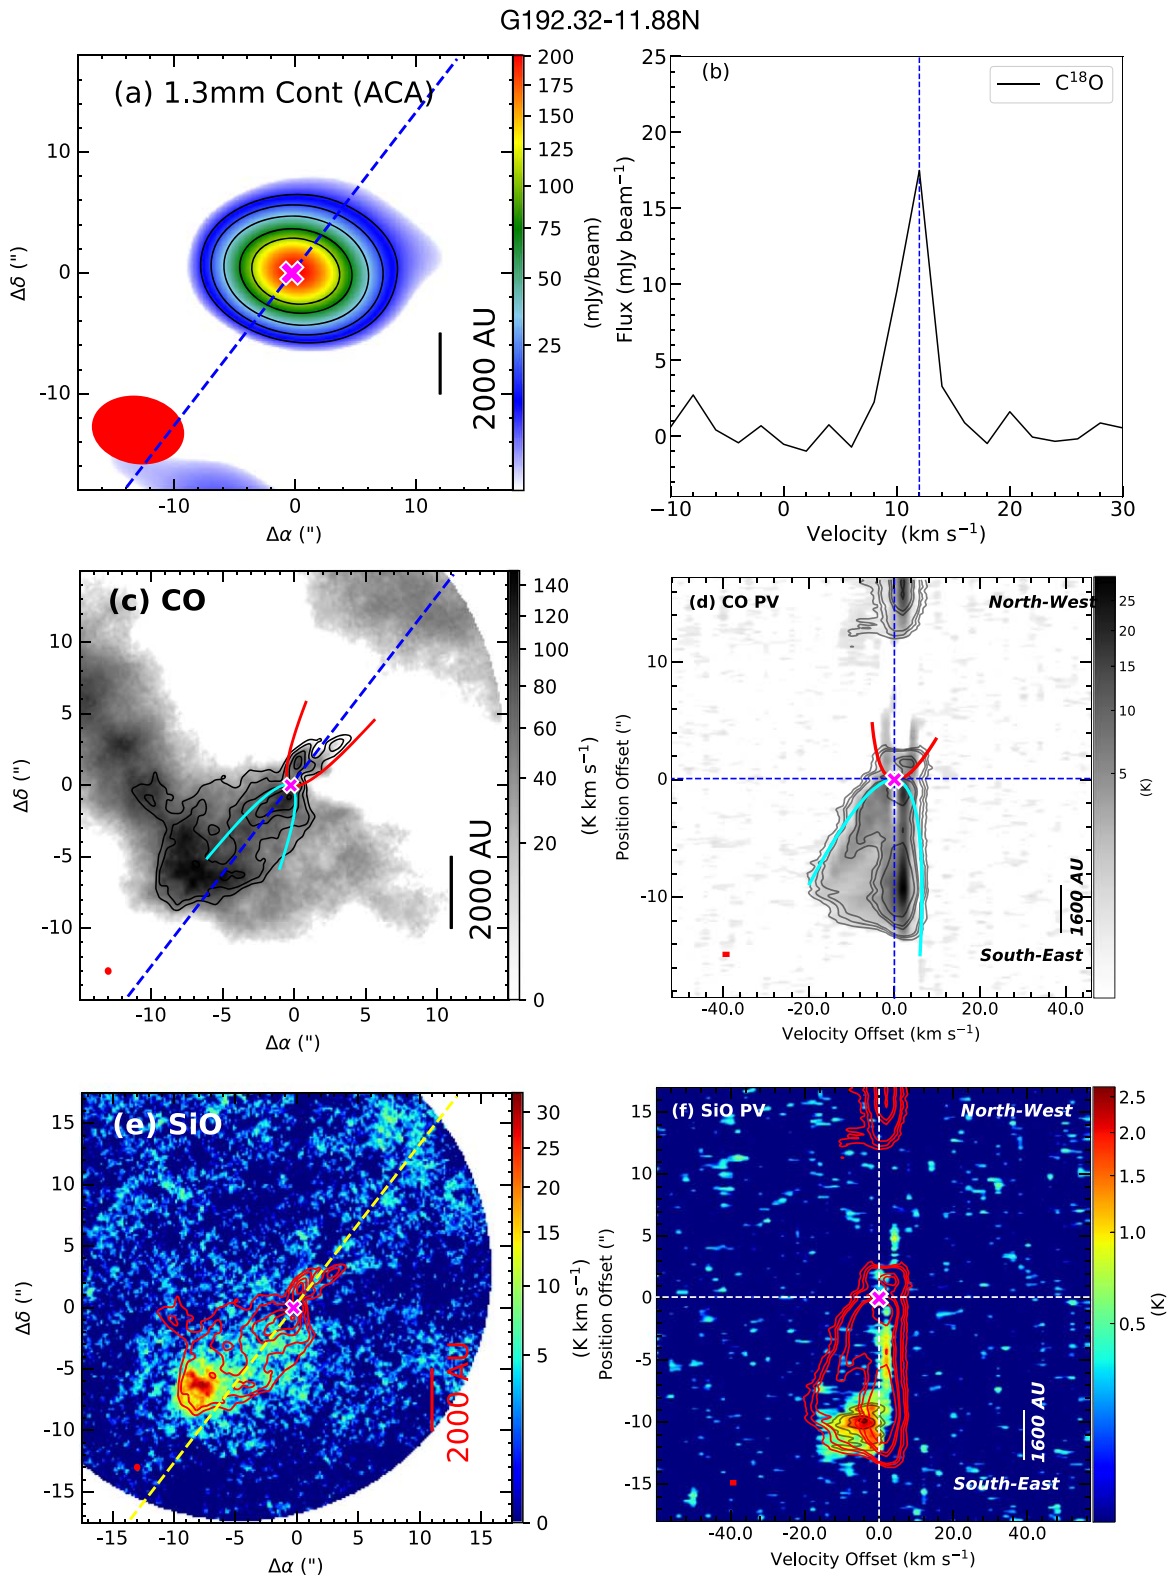 G192.32-11.88N
(a) 1.3mm Cont (ACA)
10
0
-10
Δδ (")
-10
0
10
Δα (")
2000 AU
200
175
150
125
100
75
50
25
(mJy/beam)
(b)
C¹⁸O
25
20
15
10
5
0
−5
Flux (mJy beam⁻¹)
−10
0
10
20
30
Velocity (km s⁻¹)
(c) CO
10
5
0
-5
-10
Δδ (")
-10
-5
0
5
10
Δα (")
2000 AU
140
120
100
80
60
40
20
0
(K km s⁻¹)
(d) CO PV
North-West
10
0
-10
Position Offset (")
1600 AU
South-East
-40.0
-20.0
0.0
20.0
40.0
Velocity Offset (km s⁻¹)
25
20
15
10
5
(K)
(e) SiO
15
10
5
0
-5
-10
-15
Δδ (")
-15
-10
-5
0
5
10
15
Δα (")
2000 AU
30
25
20
15
10
5
0
(K km s⁻¹)
(f) SiO PV
North-West
15
10
5
0
-5
-10
-15
Position Offset (")
1600 AU
South-East
-40.0
-20.0
0.0
20.0
40.0
Velocity Offset (km s⁻¹)
2.5
2.0
1.5
1.0
0.5
(K)